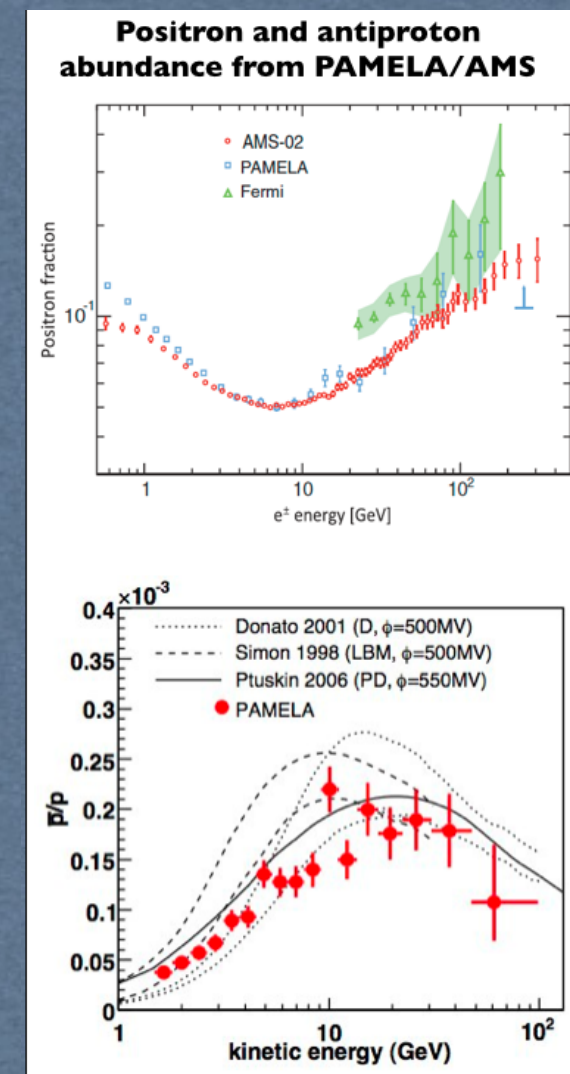 Positron and antiproton
abundance from PAMELA/AMS
AMS-02
PAMELA
Fermi
Positron fraction
10⁻¹
1
10
10²
e± energy [GeV]
×10⁻³
0.4
0.35
0.3
0.25
0.2
0.15
0.1
0.05
0
Donato 2001 (D, ϕ=500MV)
Simon 1998 (LBM, ϕ=500MV)
Ptuskin 2006 (PD, ϕ=550MV)
PAMELA
p̅/p
1
10
10²
kinetic energy (GeV)